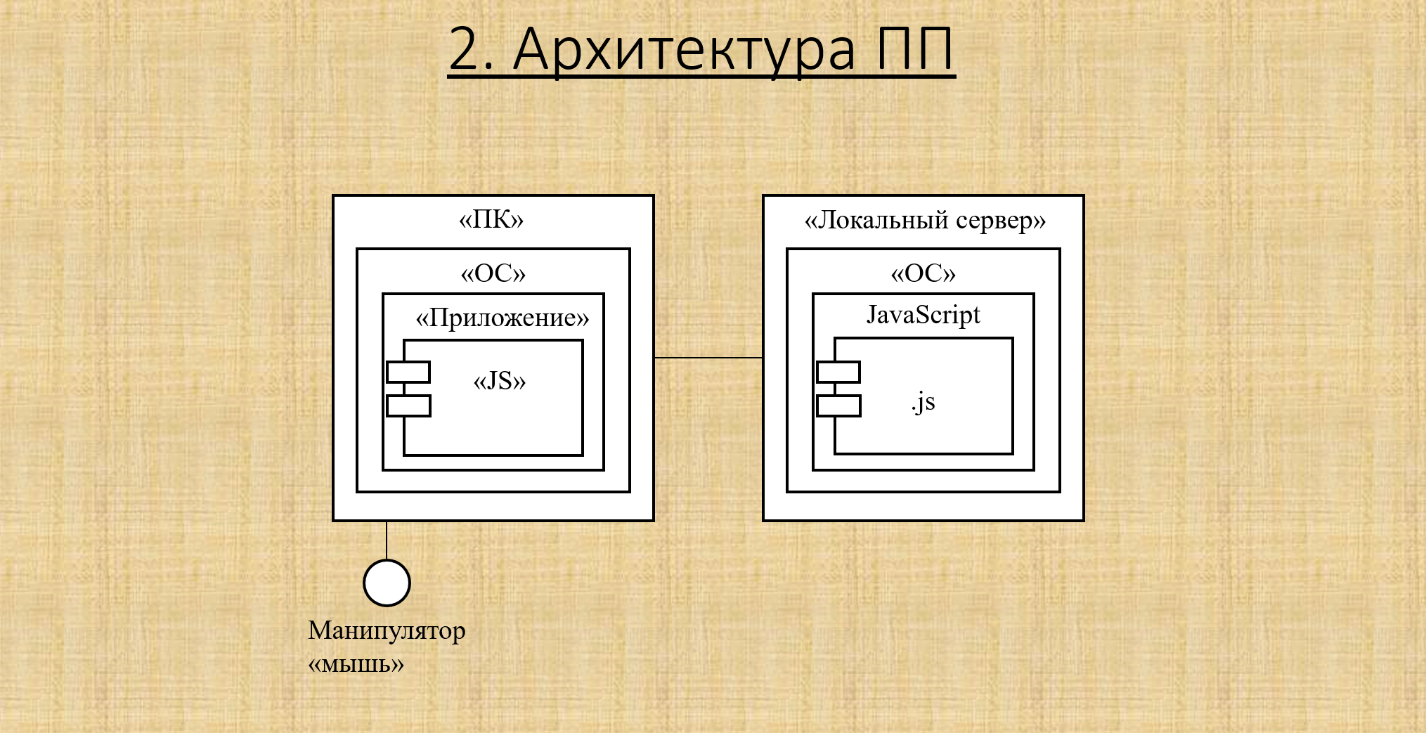 2. Архитектура ПП
«ПК»
«ОС»
«Приложение»
«JS»
«Локальный сервер»
«ОС»
JavaScript
.js
Манипулятор
«мышь»